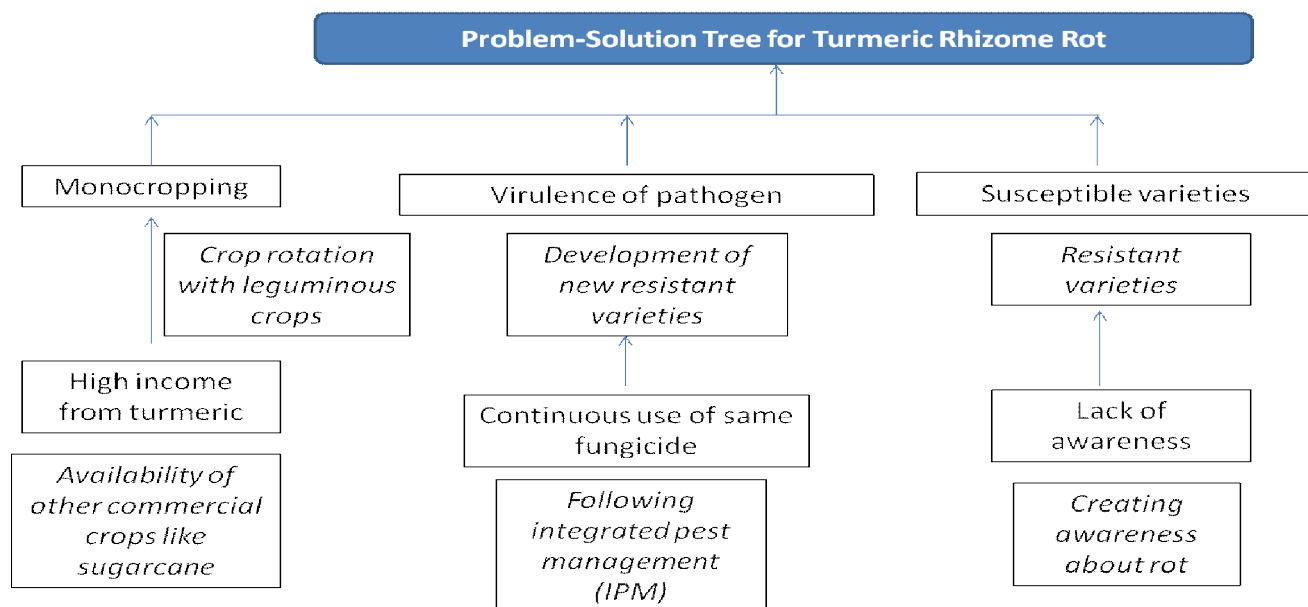 Problem-Solution Tree for Turmeric Rhizome Rot
Monocropping
Virulence of pathogen
Susceptible varieties
Crop rotation
with leguminous
crops
Development of
new resistant
varieties
Resistant
varieties
High income
from turmeric
Continuous use of same
fungicide
Lack of
awareness
Availability of
other commercial
crops like
sugarcane
Following
integrated pest
management
(IPM)
Creating
awareness
about rot